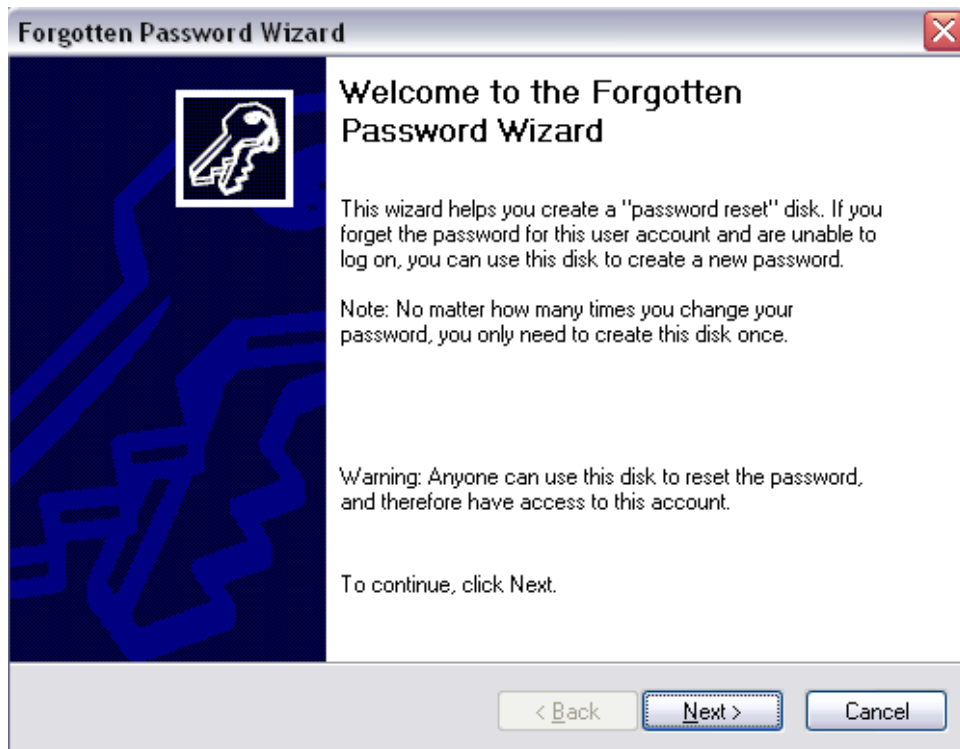 Forgotten Password Wizard
Welcome to the Forgotten
Password Wizard
This wizard helps you create a "password reset" disk. If you
forget the password for this user account and are unable to
log on, you can use this disk to create a new password.
Note: No matter how many times you change your
password, you only need to create this disk once.
Warning: Anyone can use this disk to reset the password,
and therefore have access to this account.
To continue, click Next.
< Back
Next >
Cancel